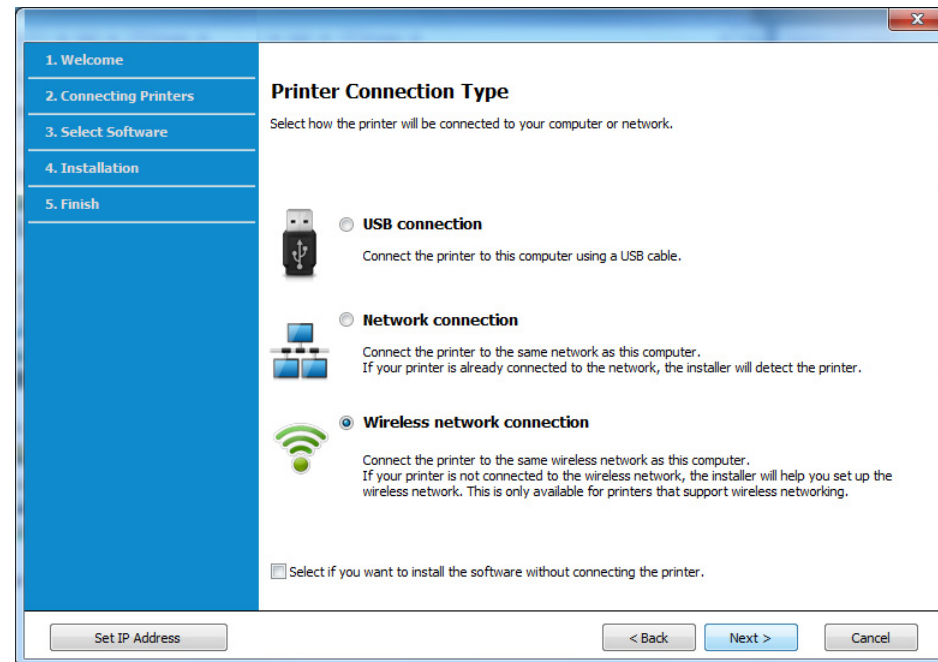 1. Welcome
2. Connecting Printers
3. Select Software
4. Installation
5. Finish
Printer Connection Type
Select how the printer will be connected to your computer or network.
USB connection
Connect the printer to this computer using a USB cable.
Network connection
Connect the printer to the same network as this computer.
If your printer is already connected to the network, the installer will detect the printer.
Wireless network connection
Connect the printer to the same wireless network as this computer.
If your printer is not connected to the wireless network, the installer will help you set up the
wireless network. This is only available for printers that support wireless networking.
Select if you want to install the software without connecting the printer.
Set IP Address
< Back
Next >
Cancel